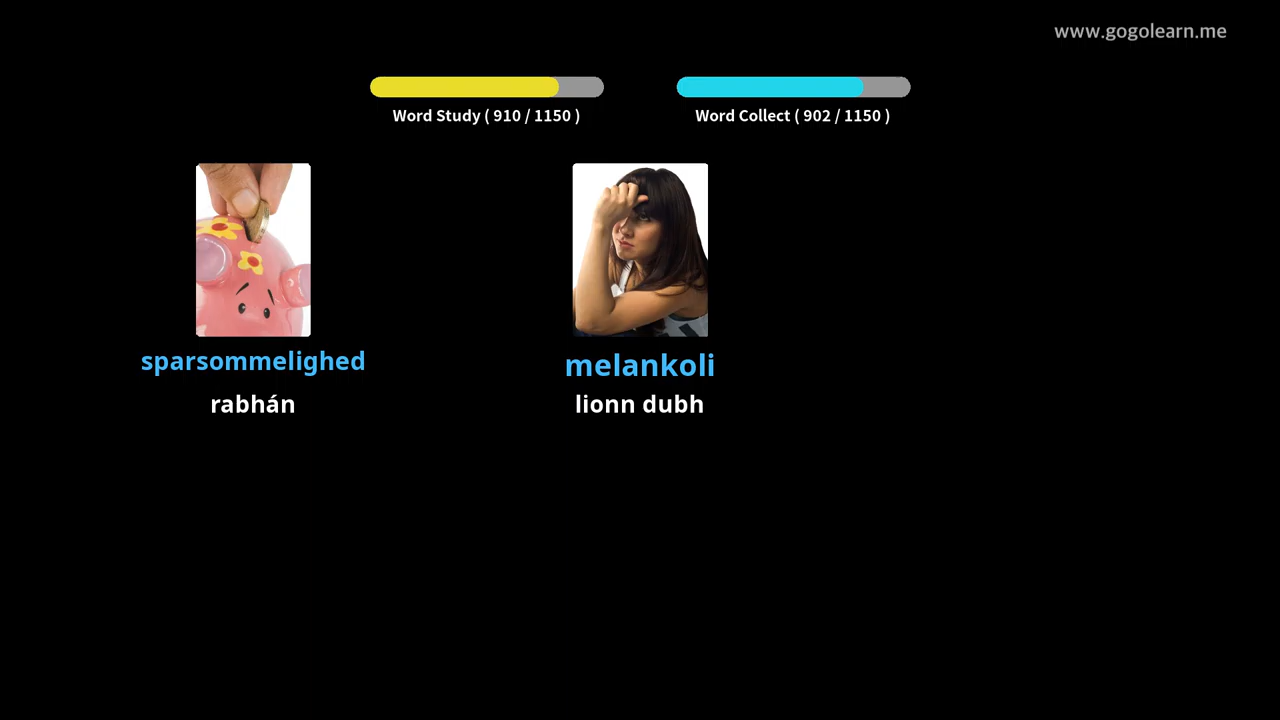 www.gogolearn.me
Word Study ( 910 / 1150 )
Word Collect ( 902 / 1150 )
sparsommelighed
rabhán
melankoli
lionn dubh